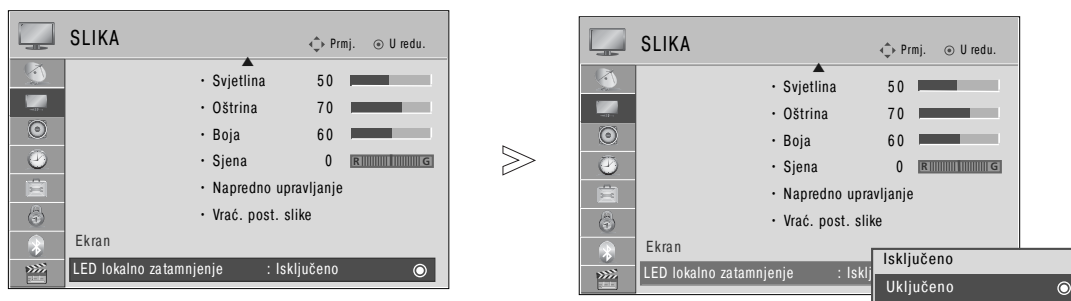 SLIKA
Prmj. U redu.
• Svjetlina 50
• Oštrina 70
• Boja 60
• Sjena 0 R G
• Napredno upravljanje
• Vrać. post. slike
Ekran
LED lokalno zatamnjenje : Isključeno
>
SLIKA
Prmj. U redu.
• Svjetlina 50
• Oštrina 70
• Boja 60
• Sjena 0 R G
• Napredno upravljanje
• Vrać. post. slike
Ekran
LED lokalno zatamnjenje : Isklj
Isključeno
Uključeno